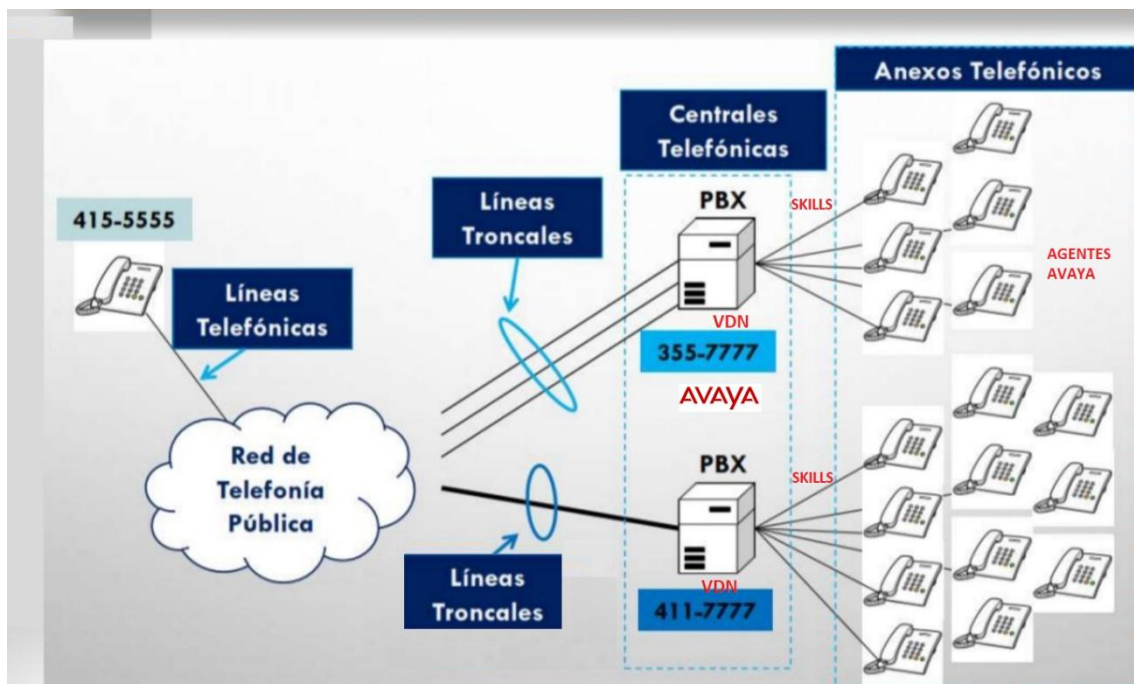 Anexos Telefónicos
Centrales
Telefónicas
415-5555
Líneas
Telefónicas
Líneas
Troncales
PBX
SKILLS
AGENTES
AVAYA
VDN
355-7777
AVAYA
Red de
Telefonía
Pública
PBX
SKILLS
Líneas
Troncales
VDN
411-7777